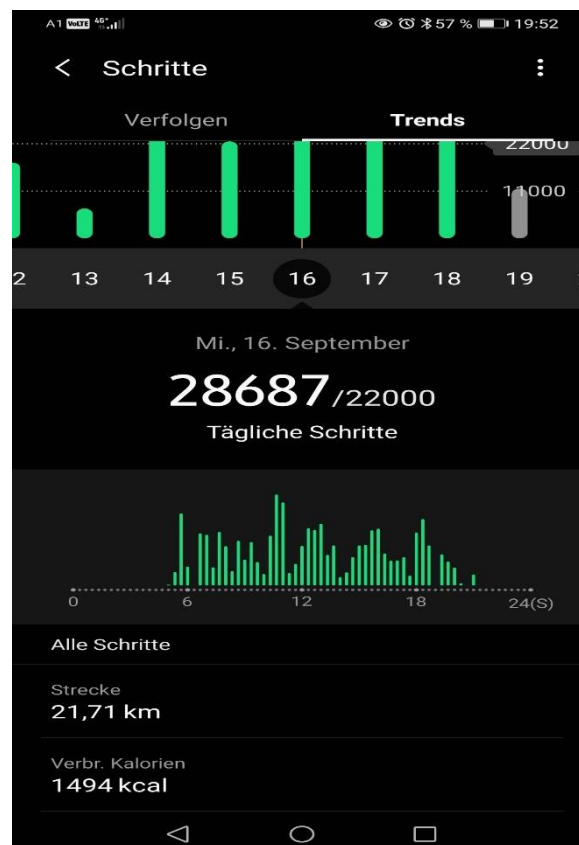 A1 VoLTE 4G+ 57 % 19:52
Schritte
Verfolgen Trends
22000
11000
2 13 14 15 16 17 18 19
Mi., 16. September
28687/22000
Tägliche Schritte
0 6 12 18 24(S)
Alle Schritte
Strecke
21,71 km
Verbr. Kalorien
1494 kcal